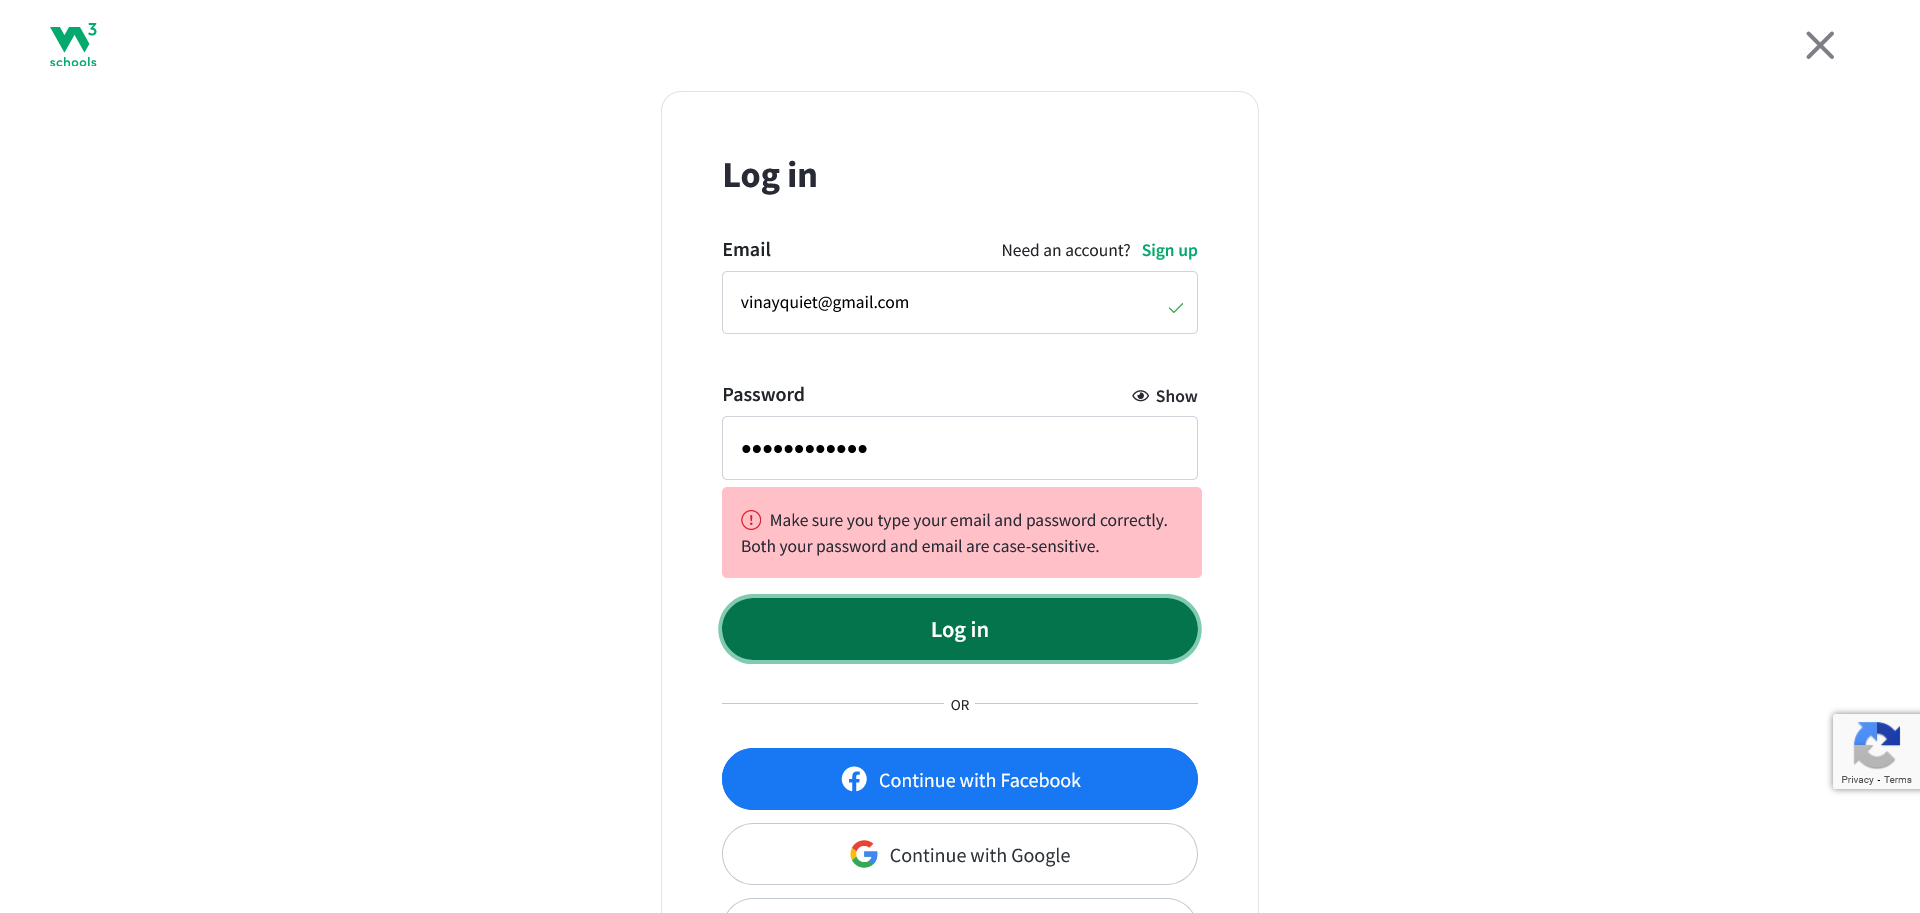 3
schools
Log in
Email
Need an account? Sign up
vinayquiet@gmail.com
Password
Show
••••••••••••
Make sure you type your email and password correctly.
Both your password and email are case-sensitive.
Log in
OR
Continue with Facebook
Continue with Google
Privacy - Terms